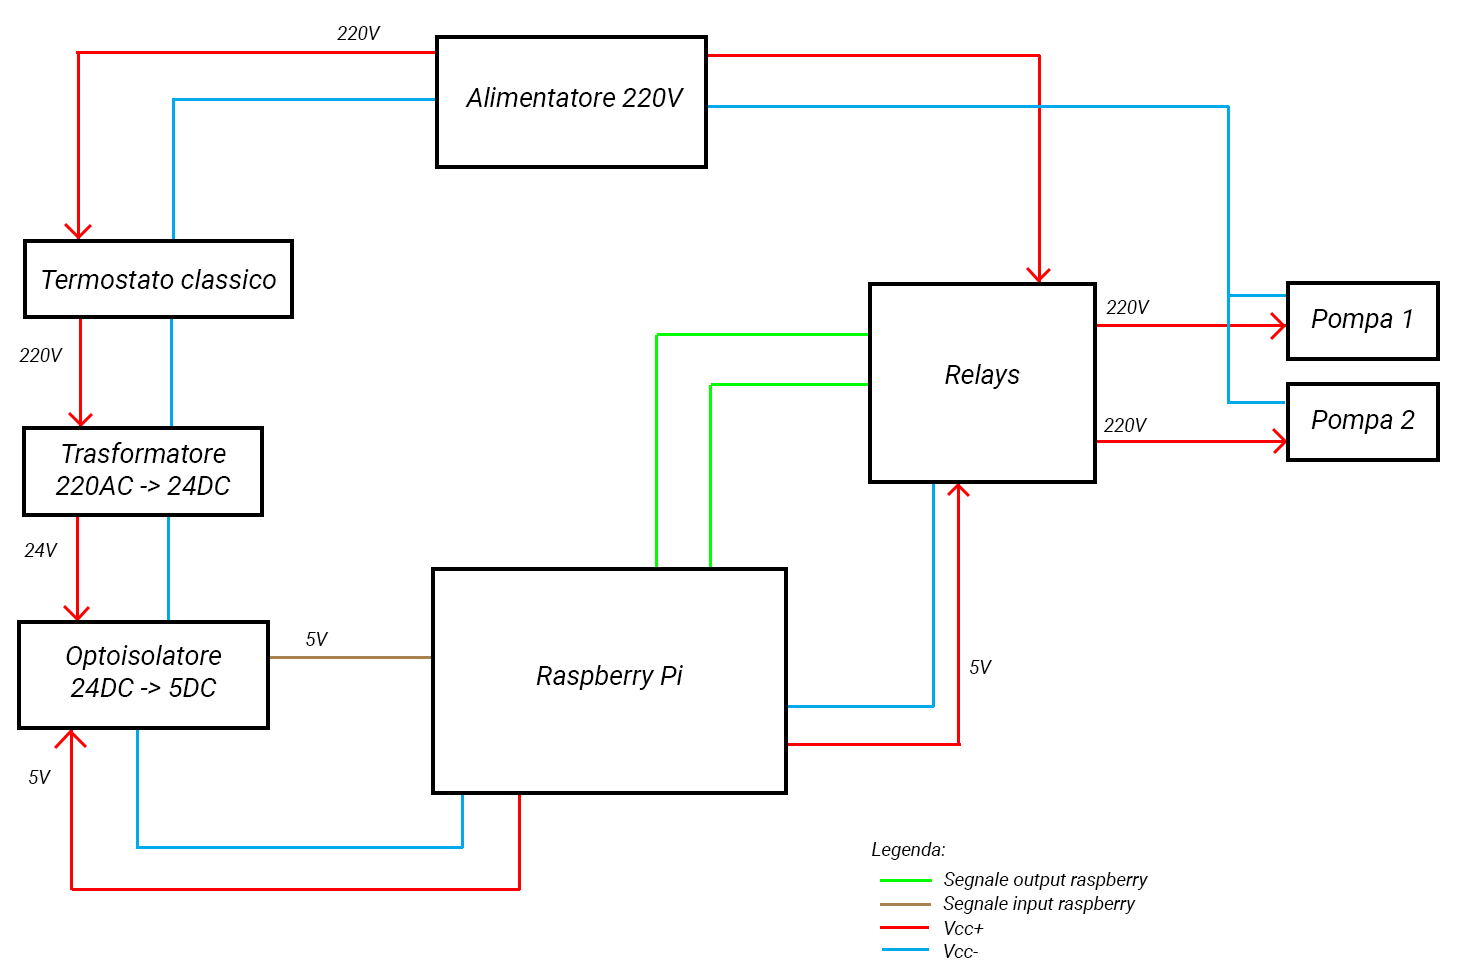 220V
Alimentatore 220V
Termostato classico
220V
Trasformatore
220AC -> 24DC
24V
Optoisolatore
24DC -> 5DC
5V
5V
Raspberry Pi
5V
Relays
220V
220V
Pompa 1
Pompa 2
Legenda:
Segnale output raspberry
Segnale input raspberry
Vcc+
Vcc-